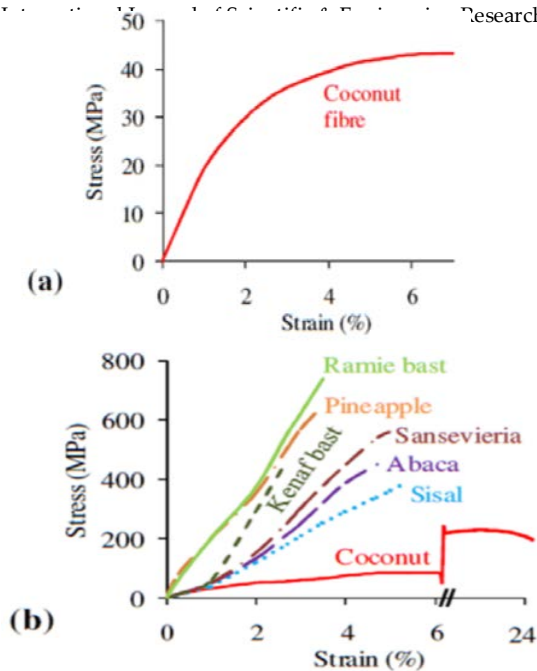 Research
50
40
30
20
10
0
Stress (MPa)
Coconut
fibre
0 2 4 6
Strain (%)
(a)
800
600
400
200
0
Stress (MPa)
Ramie bast
Pineapple
Kenaf bast
Sansevieria
Abaca
Sisal
Coconut
0 2 4 6 24
Strain (%)
(b)